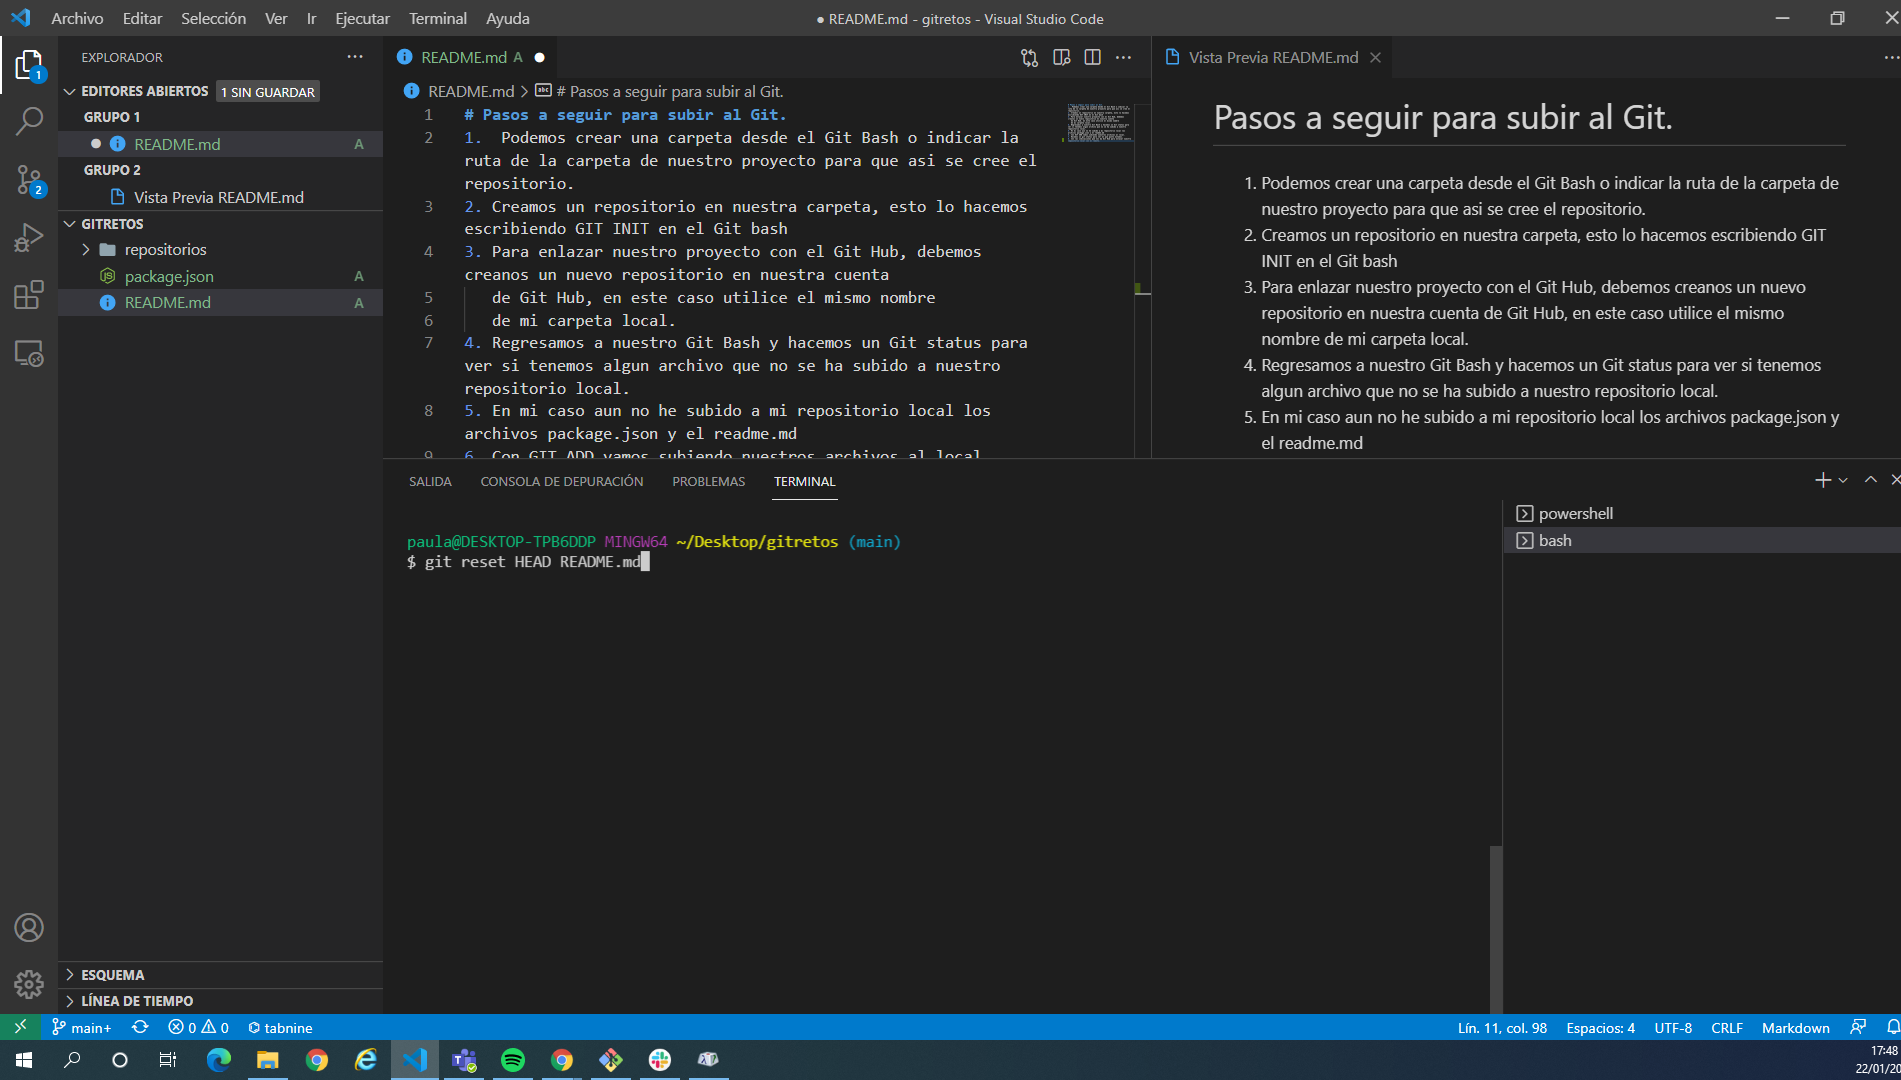 Archivo Editar Selección Ver Ir Ejecutar Terminal Ayuda
● README.md - gitretos - Visual Studio Code
EXPLORADOR
EDITORES ABIERTOS 1 SIN GUARDAR
GRUPO 1
README.md A
GRUPO 2
Vista Previa README.md
GITRETOS
repositorios
package.json A
README.md A
ESQUEMA
LÍNEA DE TIEMPO
1
2
README.md A
README.md > # Pasos a seguir para subir al Git.
1 # Pasos a seguir para subir al Git.
2 1.  Podemos crear una carpeta desde el Git Bash o indicar la
ruta de la carpeta de nuestro proyecto para que asi se cree el
repositorio.
3 2. Creamos un repositorio en nuestra carpeta, esto lo hacemos
escribiendo GIT INIT en el Git bash
4 3. Para enlazar nuestro proyecto con el Git Hub, debemos
creanos un nuevo repositorio en nuestra cuenta
5 de Git Hub, en este caso utilice el mismo nombre
6 de mi carpeta local.
7 4. Regresamos a nuestro Git Bash y hacemos un Git status para
ver si tenemos algun archivo que no se ha subido a nuestro
repositorio local.
8 5. En mi caso aun no he subido a mi repositorio local los
archivos package.json y el readme.md
9 6. Con GIT ADD vamos subiendo nuestros archivos al local
Vista Previa README.md
Pasos a seguir para subir al Git.
1. Podemos crear una carpeta desde el Git Bash o indicar la ruta de la carpeta de
nuestro proyecto para que asi se cree el repositorio.
2. Creamos un repositorio en nuestra carpeta, esto lo hacemos escribiendo GIT
INIT en el Git bash
3. Para enlazar nuestro proyecto con el Git Hub, debemos creanos un nuevo
repositorio en nuestra cuenta de Git Hub, en este caso utilice el mismo
nombre de mi carpeta local.
4. Regresamos a nuestro Git Bash y hacemos un Git status para ver si tenemos
algun archivo que no se ha subido a nuestro repositorio local.
5. En mi caso aun no he subido a mi repositorio local los archivos package.json y
el readme.md
SALIDA CONSOLA DE DEPURACIÓN PROBLEMAS TERMINAL
paula@DESKTOP-TPB6DDP MINGW64 ~/Desktop/gitretos (main)
$ git reset HEAD README.md
powershell
bash
main+ 0 0 tabnine
Lín. 11, col. 98 Espacios: 4 UTF-8 CRLF Markdown
17:48
22/01/20